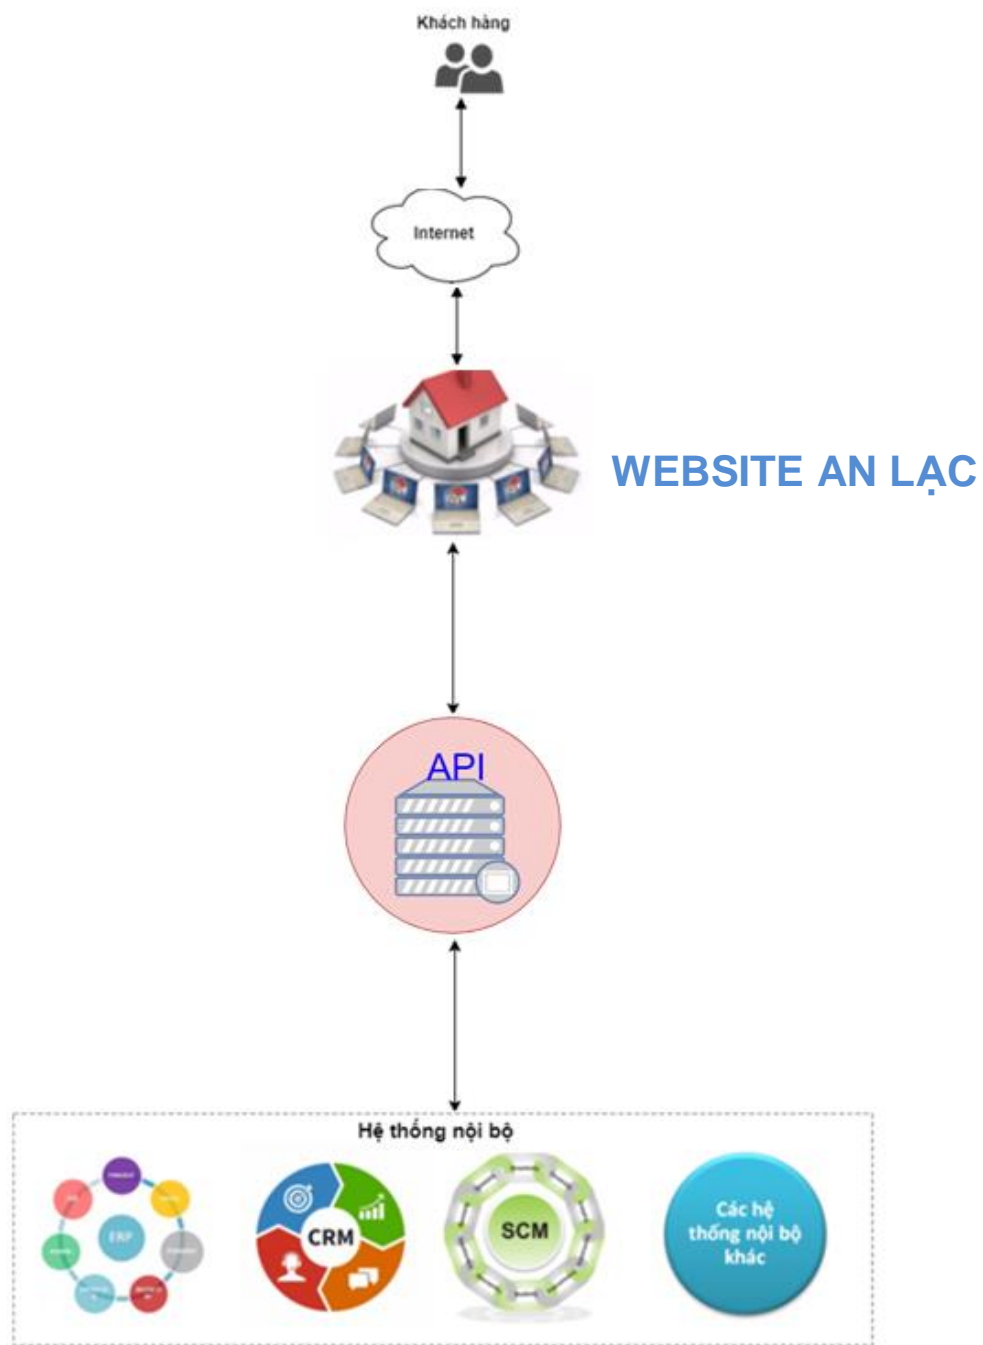 Khách hàng
Internet
WEBSITE AN LẠC
API
Hệ thống nội bộ
ERP
CRM
SCM
Các hệ
thống nội bộ
khác